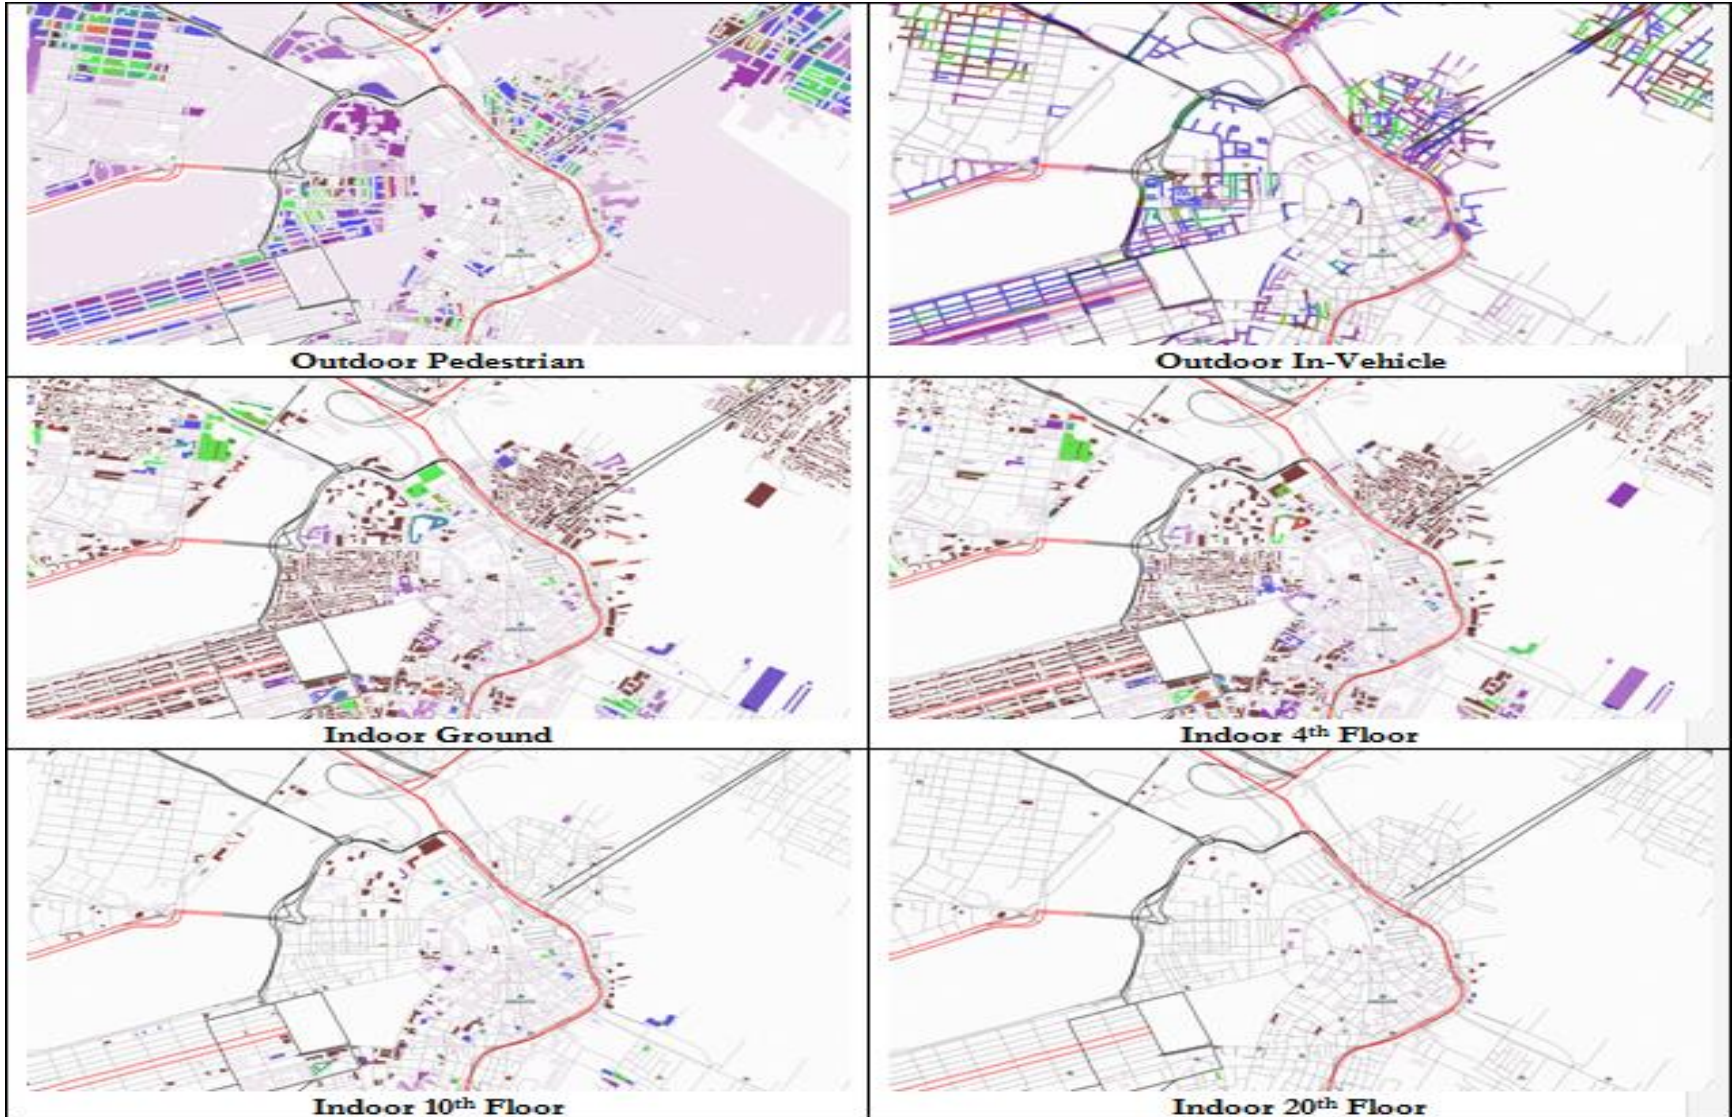 Outdoor Pedestrian
Outdoor In-Vehicle
Indoor Ground
Indoor 4th Floor
Indoor 10th Floor
Indoor 20th Floor